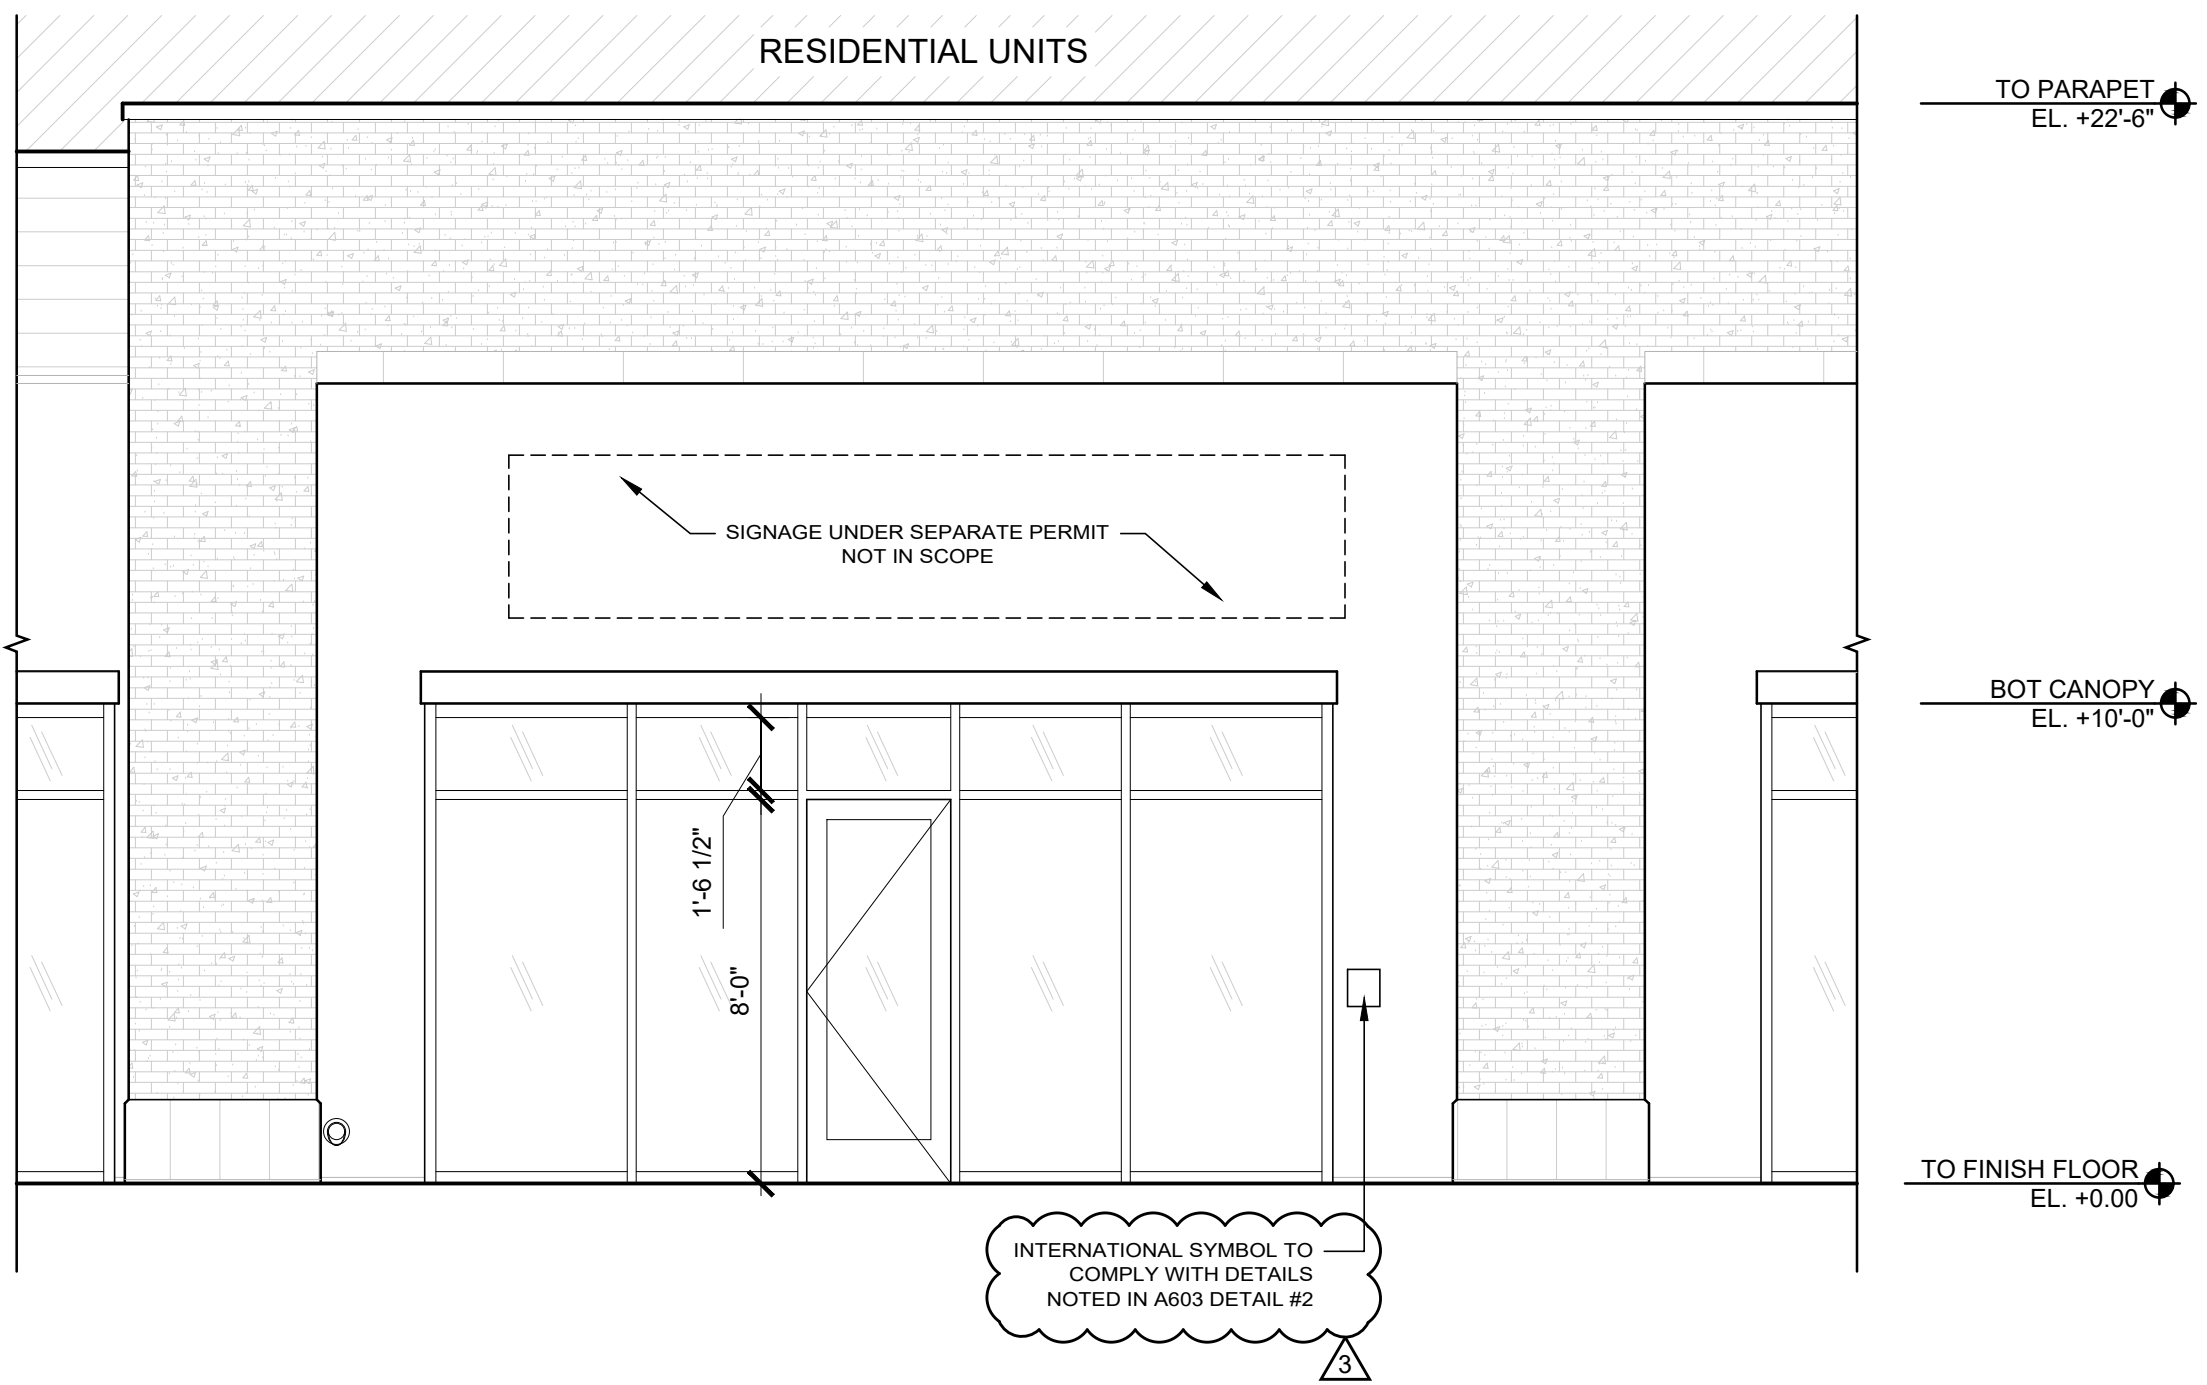 RESIDENTIAL UNITS
TO PARAPET
EL. +22'-6"
SIGNAGE UNDER SEPARATE PERMIT
NOT IN SCOPE
BOT CANOPY
EL. +10'-0"
1'-6 1/2"
8'-0"
TO FINISH FLOOR
EL. +0.00
INTERNATIONAL SYMBOL TO
COMPLY WITH DETAILS
NOTED IN A603 DETAIL #2
3